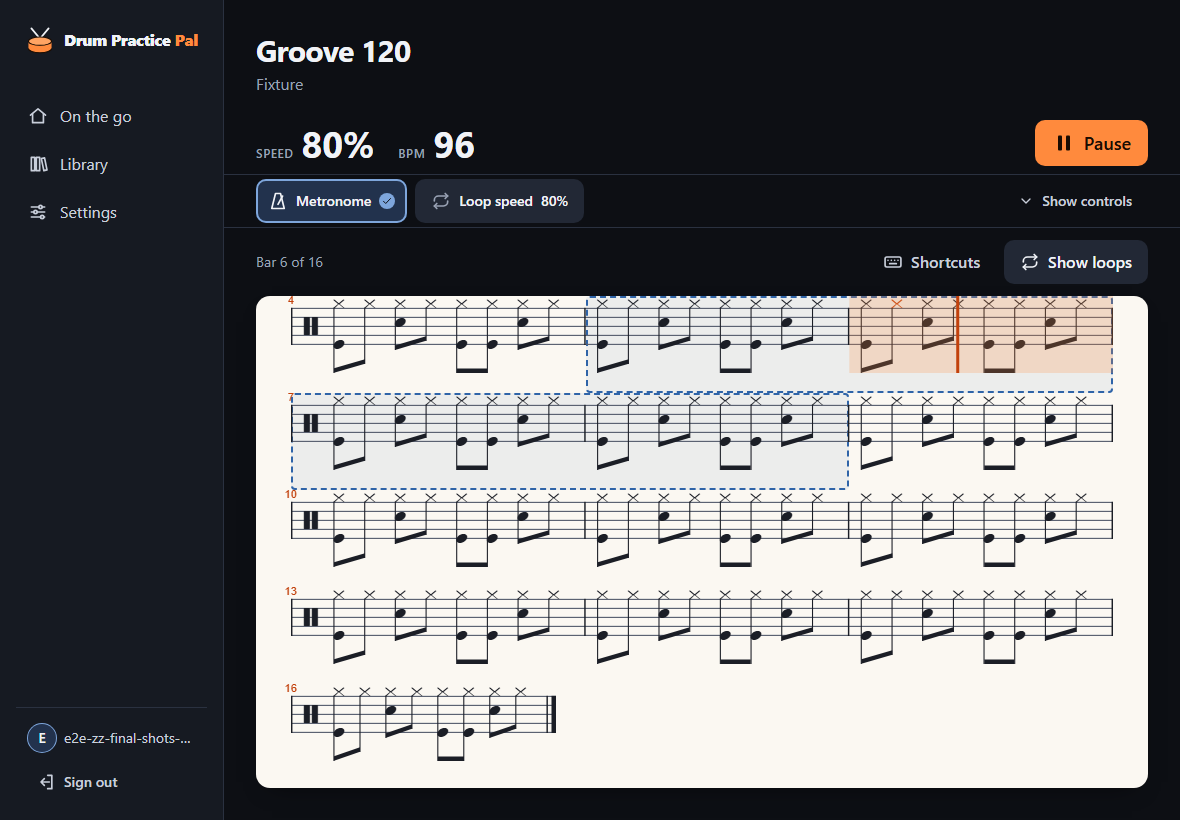 Drum Practice Pal
On the go
Library
Settings
E
e2e-zz-final-shots-...
Sign out
Groove 120
Fixture
SPEED 80% BPM 96
Pause
Metronome
Loop speed 80%
Show controls
Bar 6 of 16
Shortcuts
Show loops
4
7
10
13
16